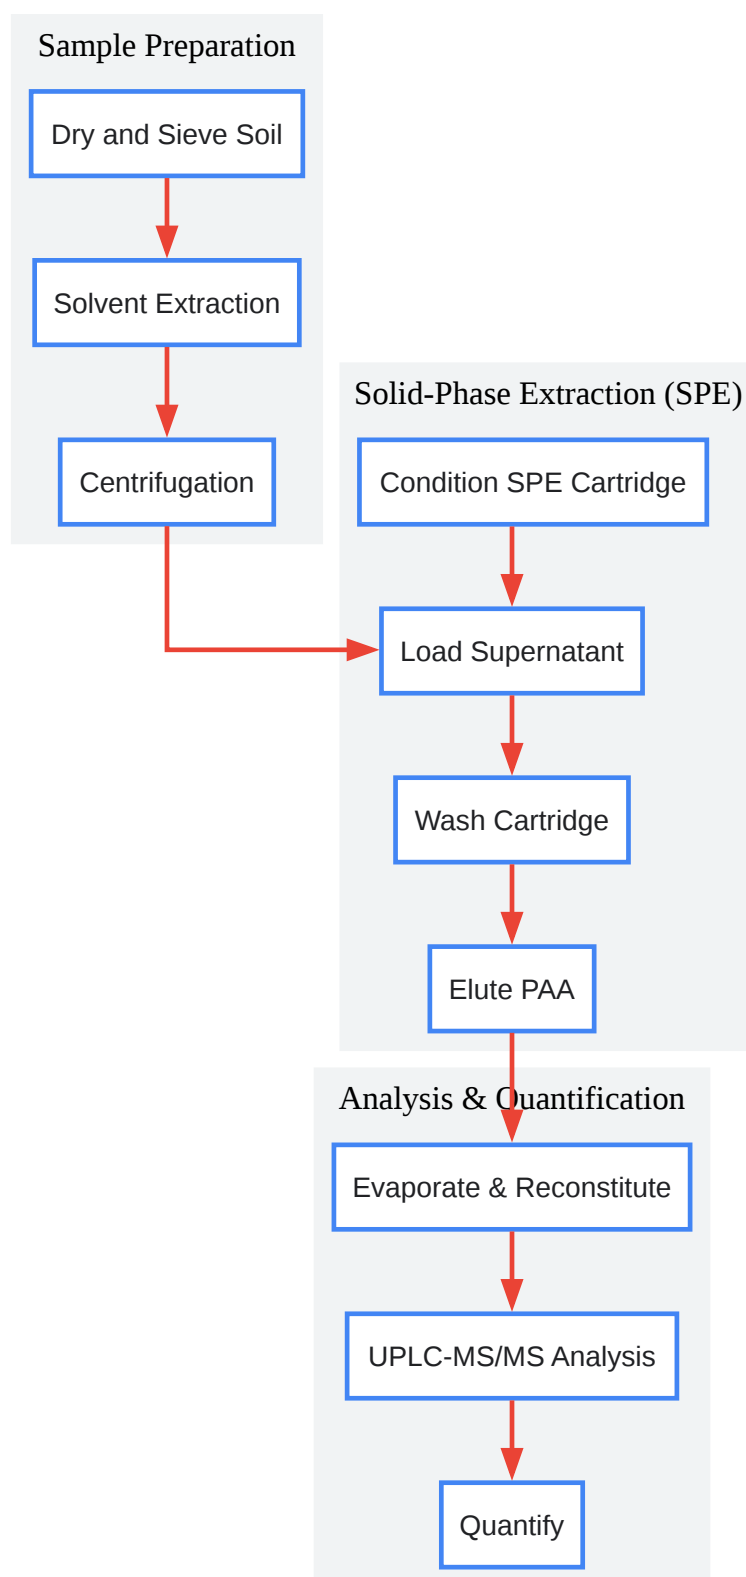 Sample Preparation
Dry and Sieve Soil
Solvent Extraction
Centrifugation
Solid-Phase Extraction (SPE)
Condition SPE Cartridge
Load Supernatant
Wash Cartridge
Elute PAA
Analysis & Quantification
Evaporate & Reconstitute
UPLC-MS/MS Analysis
Quantify